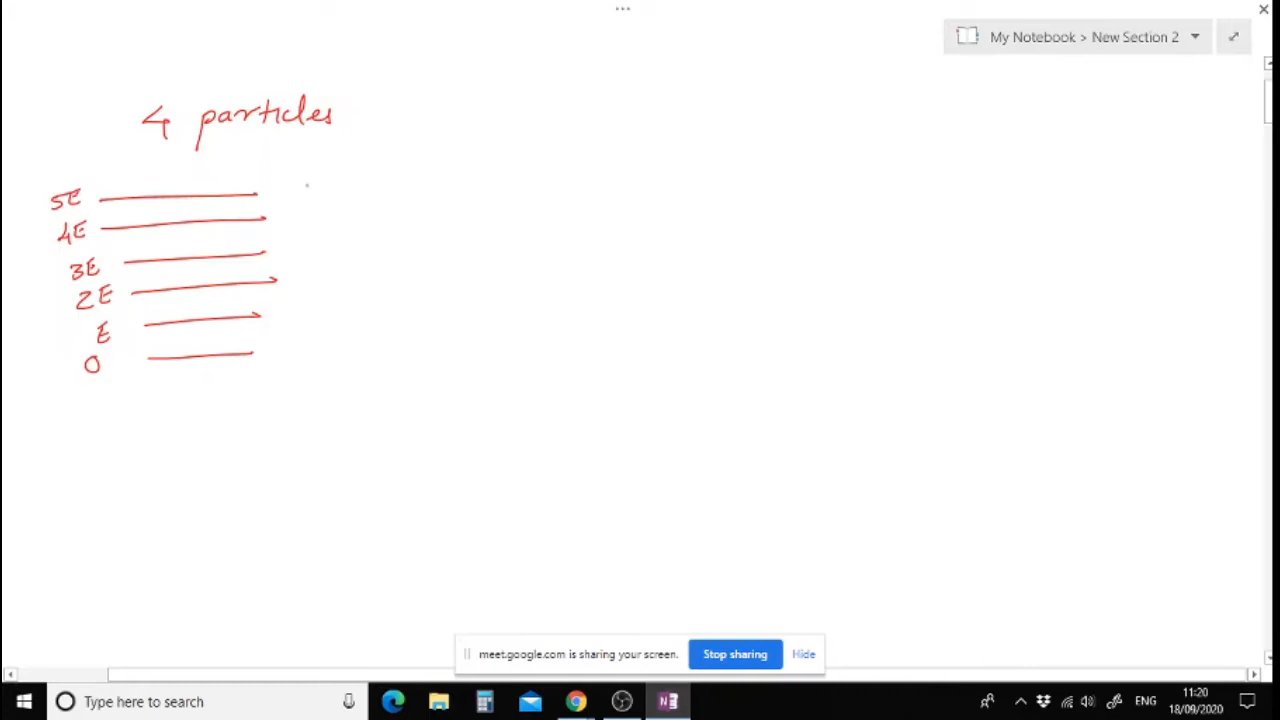 My Notebook > New Section 2
4 particles
5E
4E
3E
2E
E
0
meet.google.com is sharing your screen.
Stop sharing
Hide
Type here to search
ENG
11:20
18/09/2020